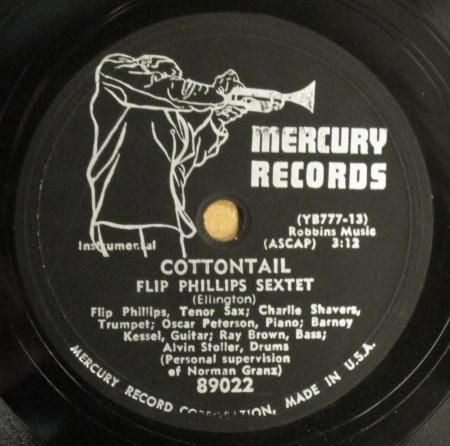 MERCURY
RECORDS
(YB777-13)
Robbins Music
Instrumental
(ASCAP) 3:12
COTTONTAIL
FLIP PHILLIPS SEXTET
(Ellington)
Flip Phillips, Tenor Sax; Charlie Shavers,
Trumpet; Oscar Peterson, Piano; Barney
Kessel, Guitar; Ray Brown, Bass;
Alvin Stoller, Drums
(Personal supervision
of Norman Granz)
89022
MERCURY RECORD CORPORATION, MADE IN U.S.A.